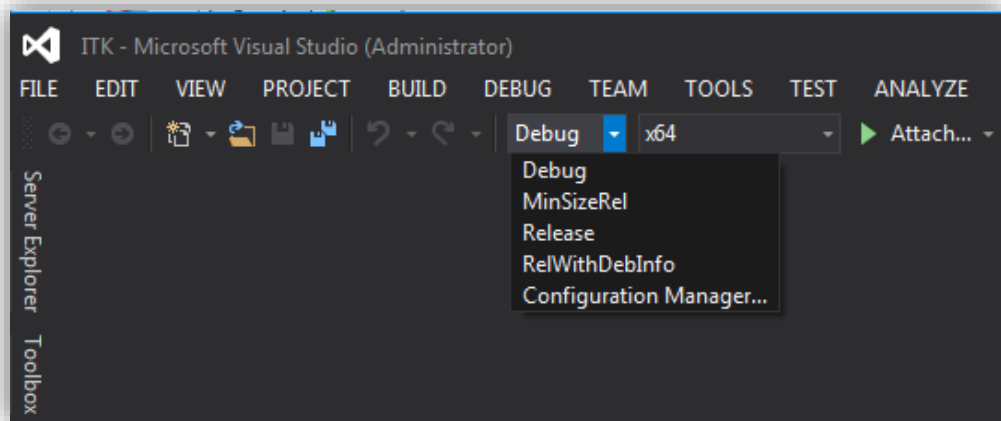 ITK - Microsoft Visual Studio (Administrator)
FILE EDIT VIEW PROJECT BUILD DEBUG TEAM TOOLS TEST ANALYZE
Debug x64 Attach...
Debug
MinSizeRel
Release
RelWithDebInfo
Configuration Manager...
Server Explorer
Toolbox